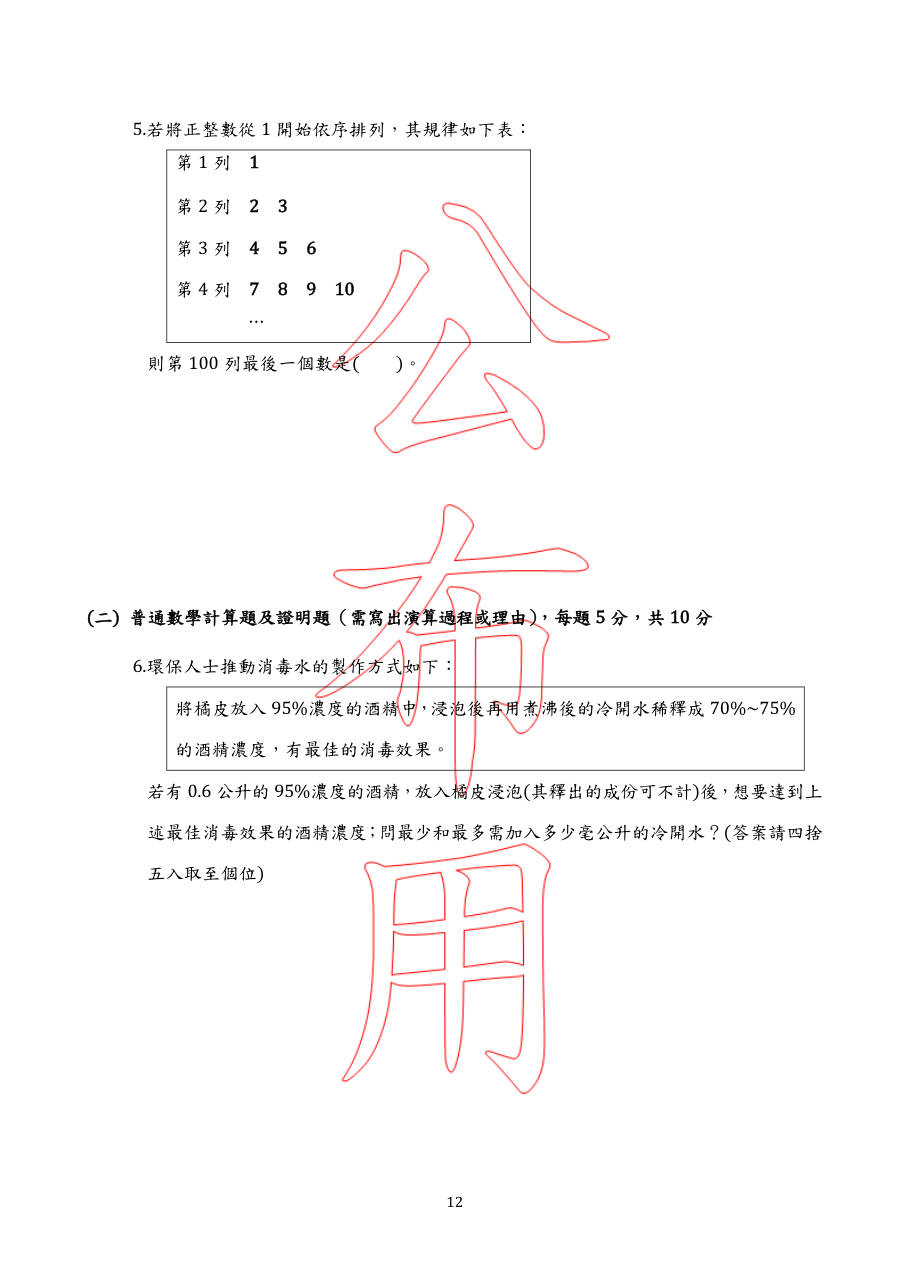 5.若將正整數從 1 開始依序排列，其規律如下表：
第 1 列 1
第 2 列 2 3
第 3 列 4 5 6
第 4 列 7 8 9 10
…
則第 100 列最後一個數是(  )。
(二) 普通數學計算題及證明題（需寫出演算過程或理由），每題 5 分，共 10 分
6.環保人士推動消毒水的製作方式如下：
將橘皮放入 95%濃度的酒精中，浸泡後再用煮沸後的冷開水稀釋成 70%~75%
的酒精濃度，有最佳的消毒效果。
若有 0.6 公升的 95%濃度的酒精，放入橘皮浸泡(其釋出的成份可不計)後，想要達到上
述最佳消毒效果的酒精濃度；問最少和最多需加入多少毫公升的冷開水？(答案請四捨
五入取至個位)
公
布
用
12